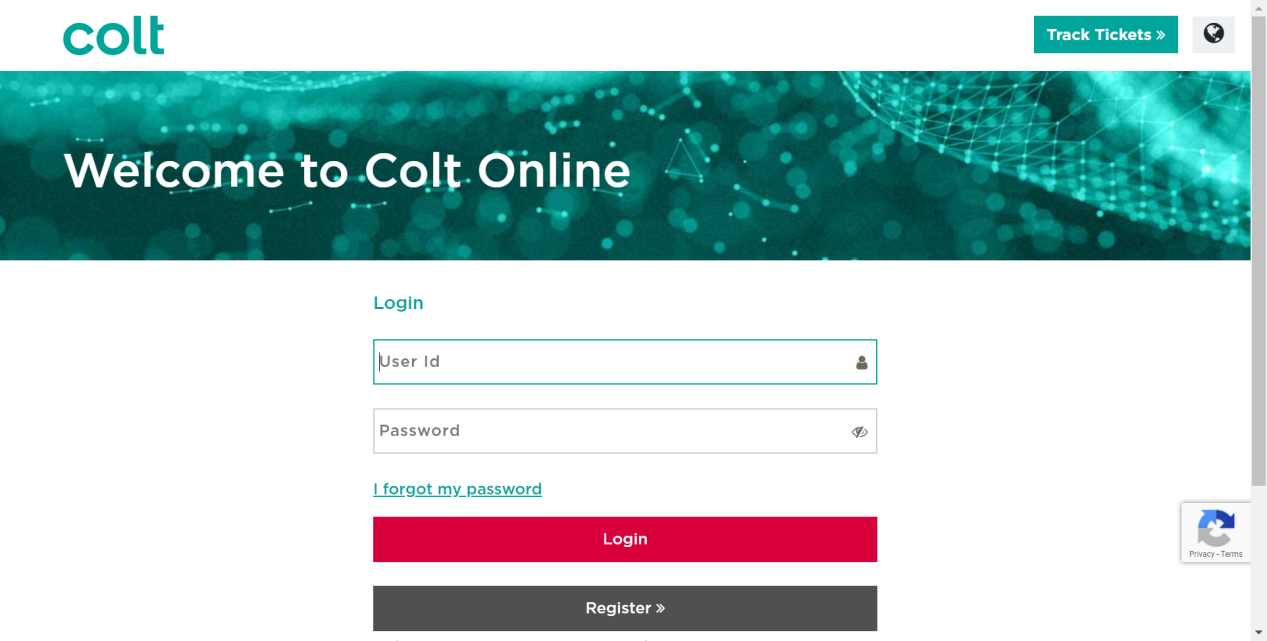 colt
Track Tickets »
Welcome to Colt Online
Login
User Id
Password
I forgot my password
Login
Privacy - Terms
Register »